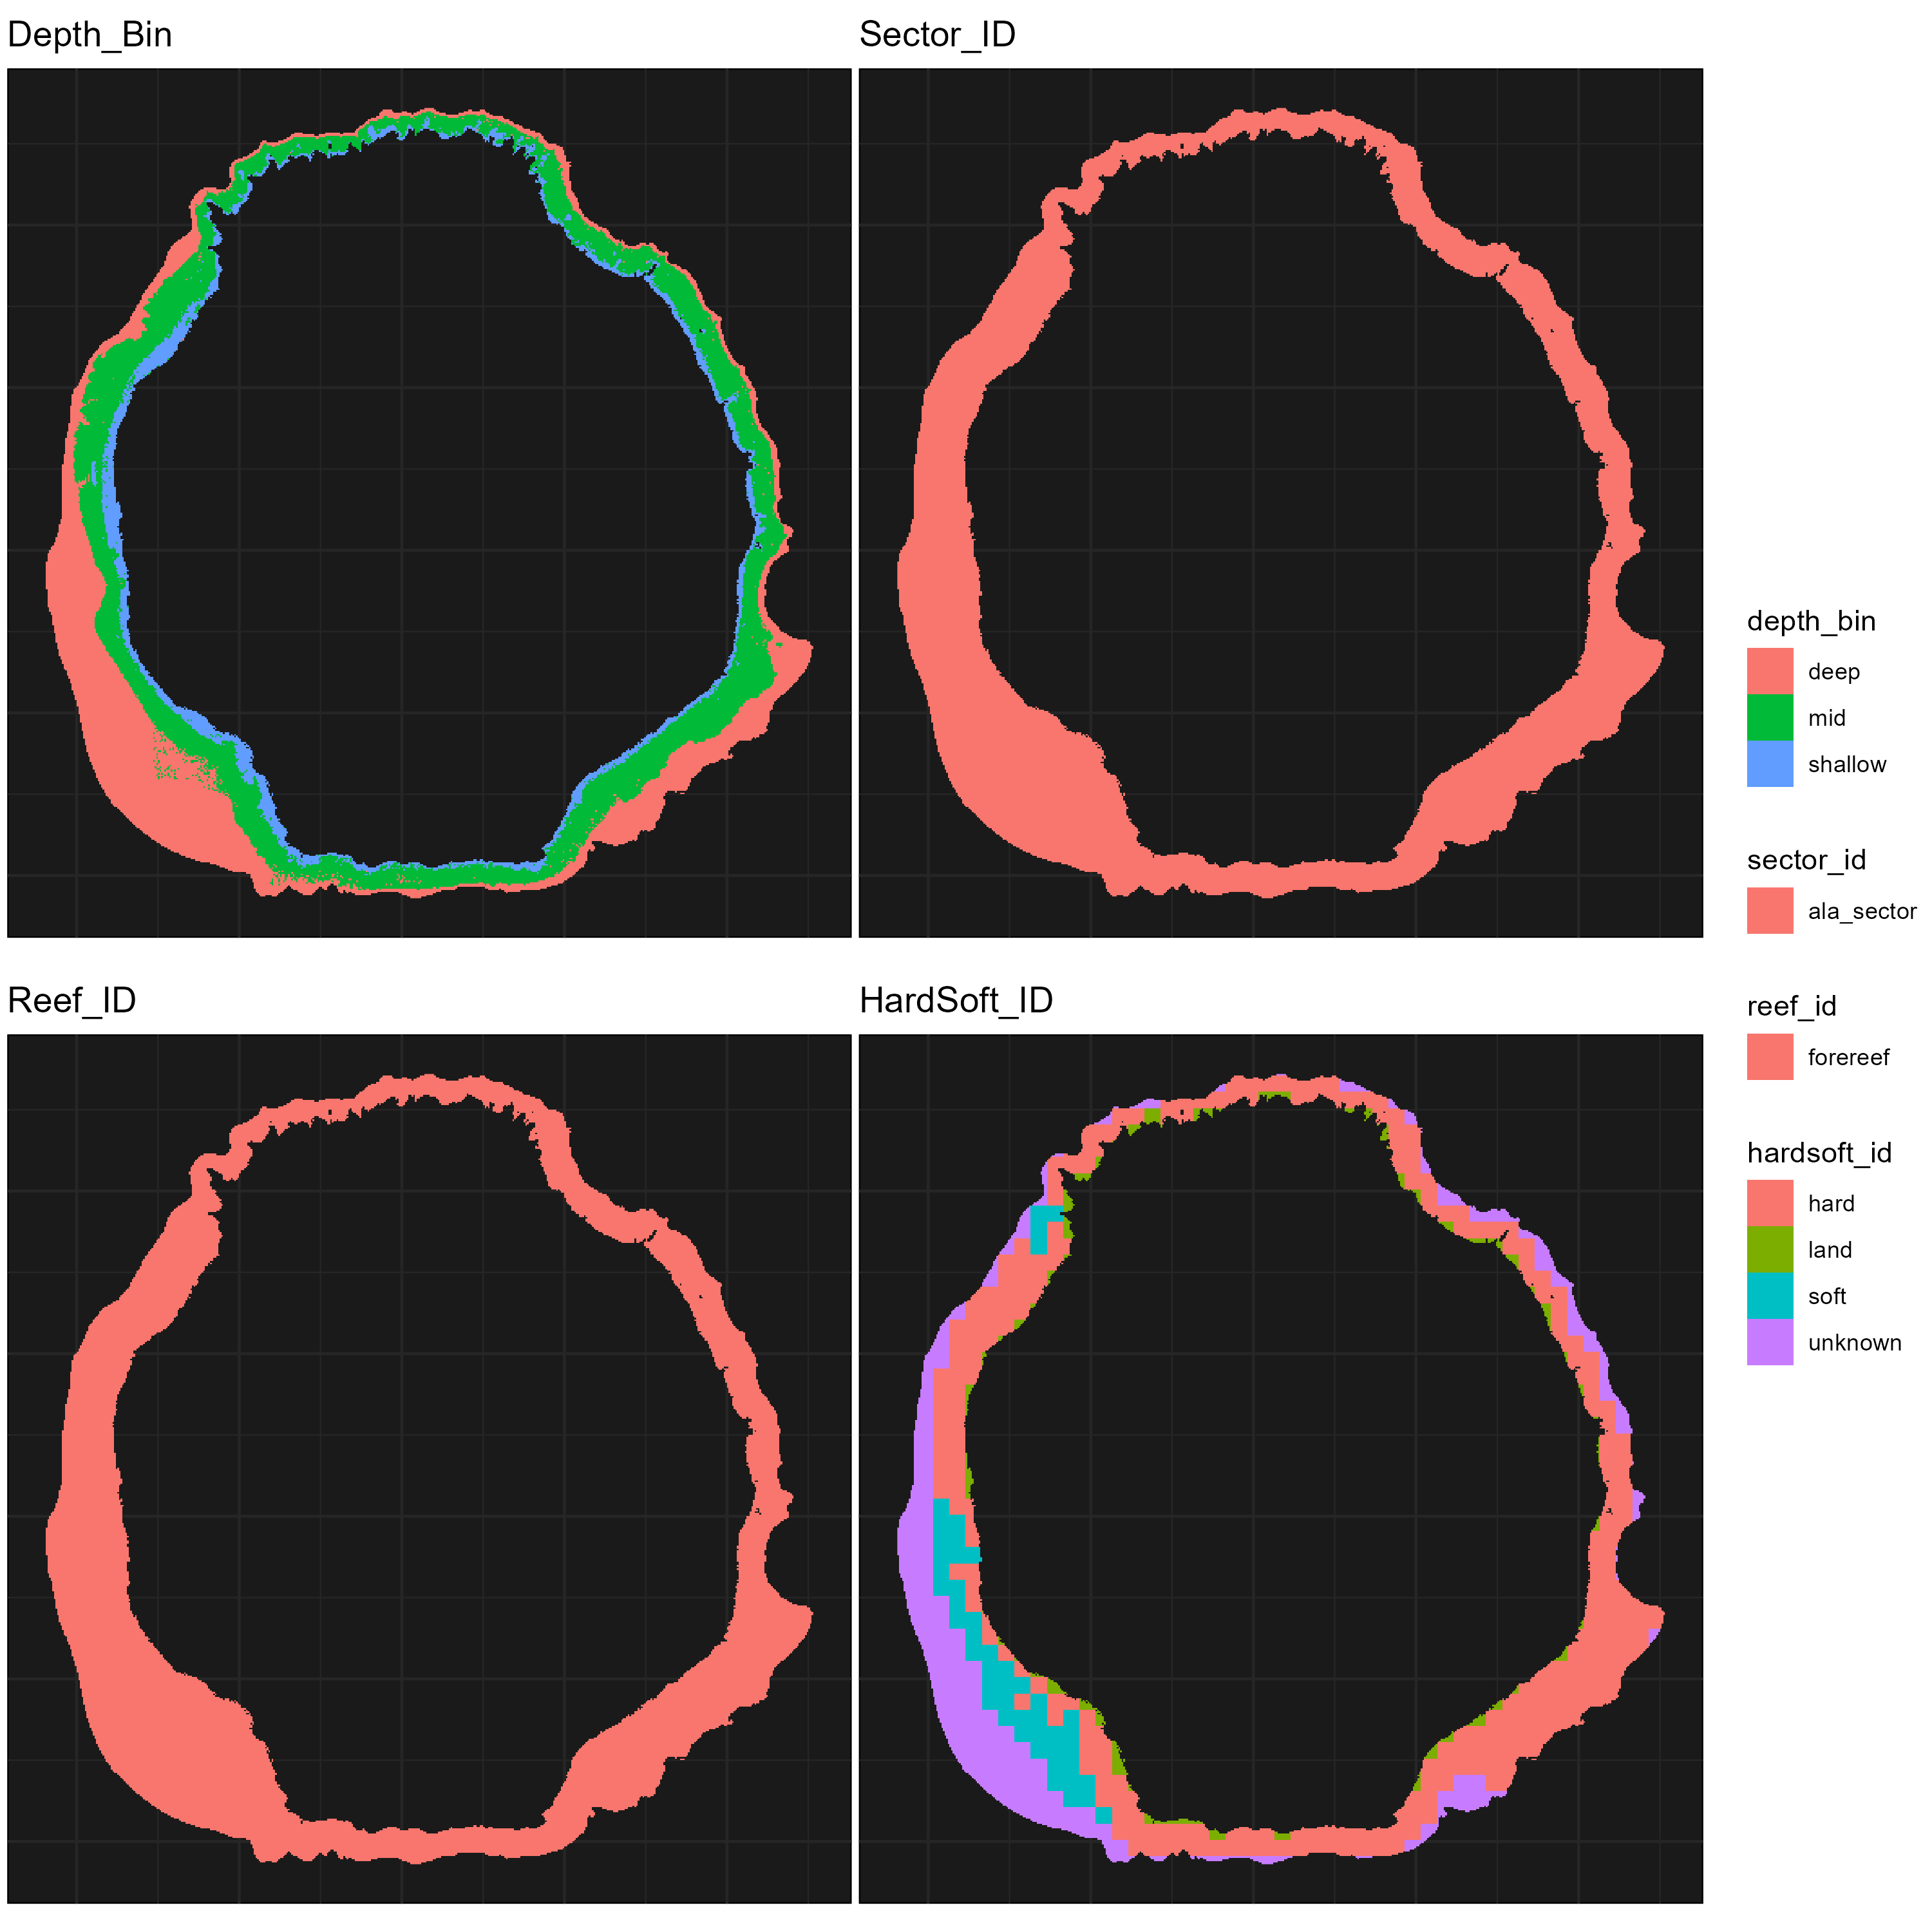 Depth_Bin
Sector_ID
depth_bin
deep
mid
shallow
sector_id
ala_sector
Reef_ID
HardSoft_ID
reef_id
forereef
hardsoft_id
hard
land
soft
unknown